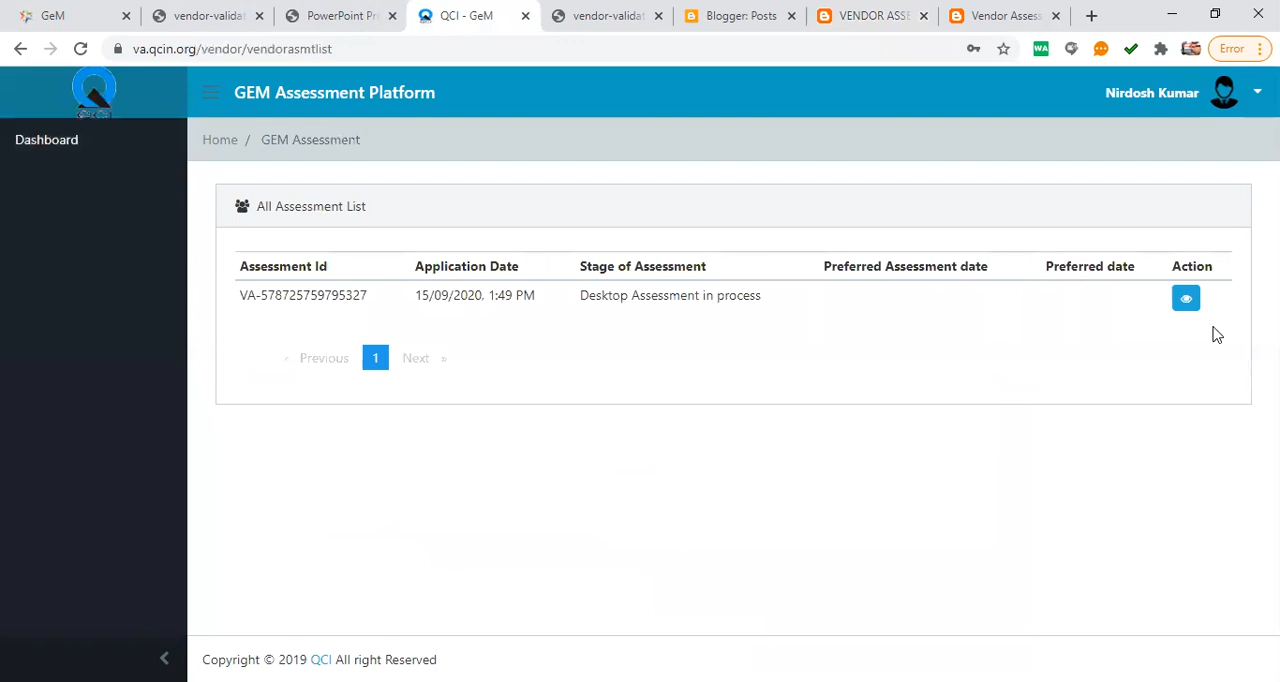 GeM
vendor-validat
PowerPoint Pr
QCI - GeM
vendor-validat
Blogger: Posts
VENDOR ASSE
Vendor Assess
va.qcin.org/vendor/vendorasmtlist
WA
Error
GEM Assessment Platform
Nirdosh Kumar
Dashboard
Home / GEM Assessment
All Assessment List
Assessment Id Application Date Stage of Assessment Preferred Assessment date Preferred date Action
VA-578725759795327 15/09/2020, 1:49 PM Desktop Assessment in process
« Previous 1 Next »
Copyright © 2019 QCI All right Reserved